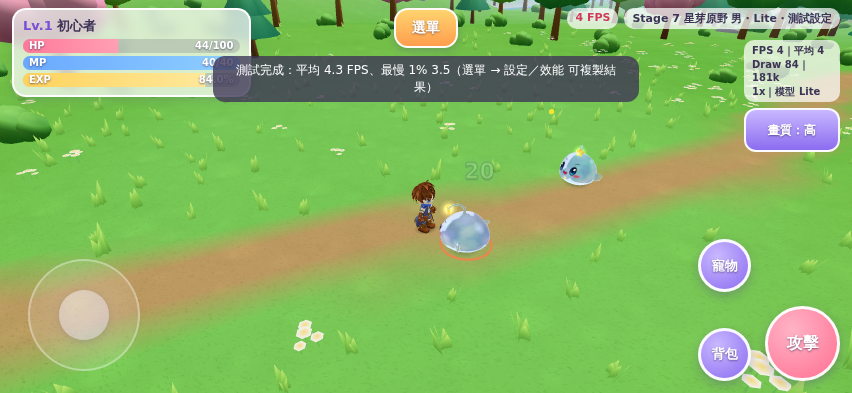 Lv.1 初心者
HP 44/100
MP 40/40
EXP
選單
4 FPS
Stage 7 星芽原野 男・Lite・測試設定
測試完成：平均 4.3 FPS、最慢 1% 3.5（選單 → 設定／效能 可複製結
果）
FPS 4｜平均 4
Draw 84｜
181k
1x｜模型 Lite
畫質：高
20
寵物
背包
攻擊